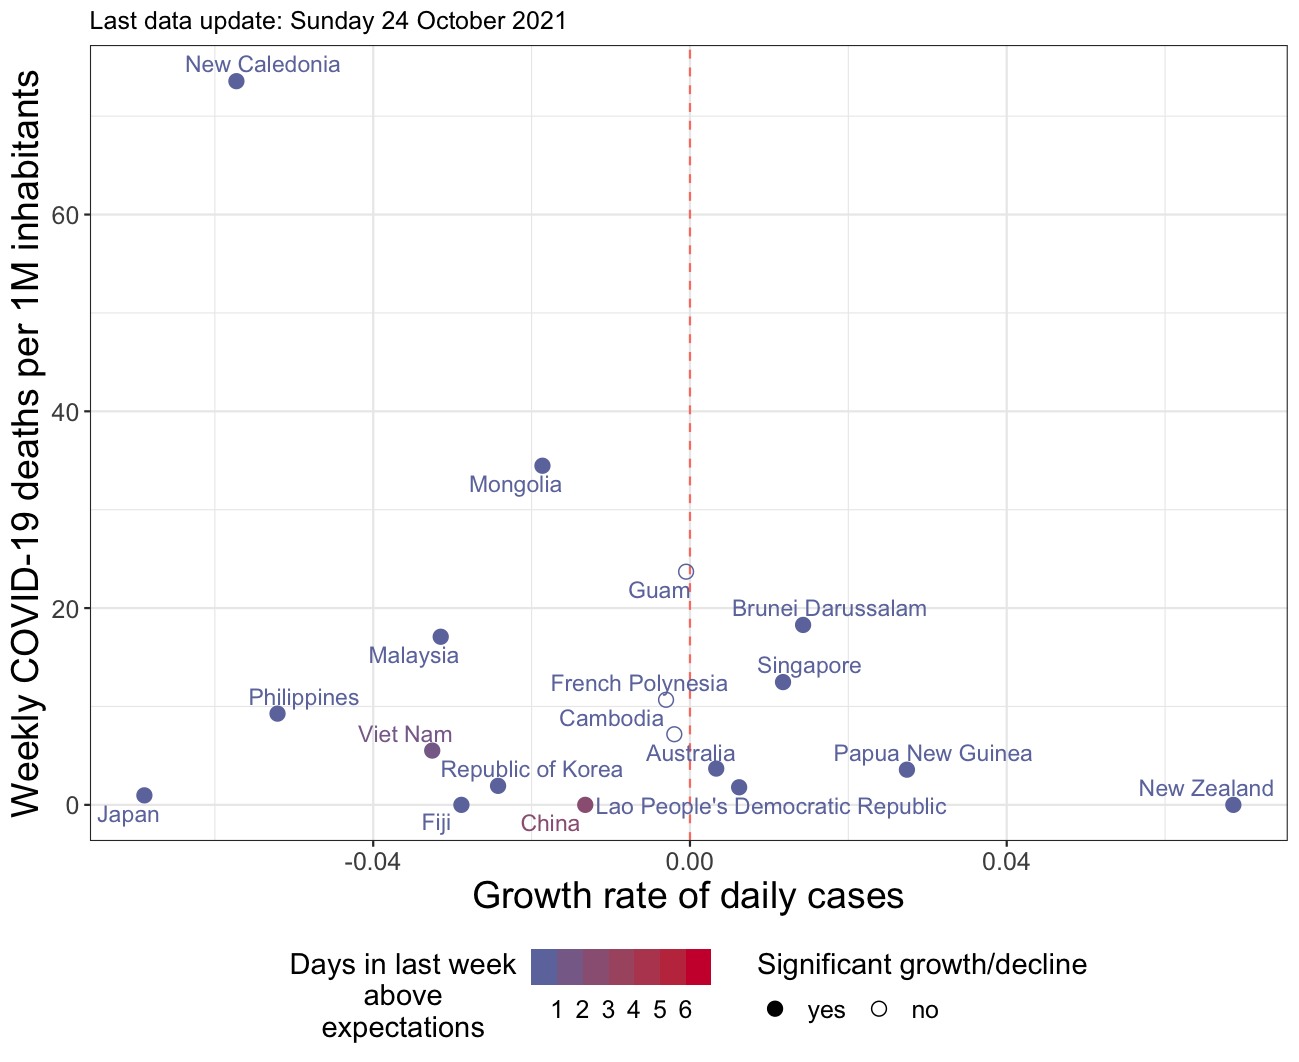 Last data update: Sunday 24 October 2021
New Caledonia
Weekly COVID-19 deaths per 1M inhabitants
60
40
Mongolia
Guam
20
Brunei Darussalam
Malaysia
Singapore
French Polynesia
Philippines
Cambodia
Viet Nam
Australia
Papua New Guinea
Republic of Korea
New Zealand
0
Lao People's Democratic Republic
Japan
Fiji
China
-0.04
0.00
0.04
Growth rate of daily cases
Days in last week
above
expectations
1 2 3 4 5 6
Significant growth/decline
yes
no